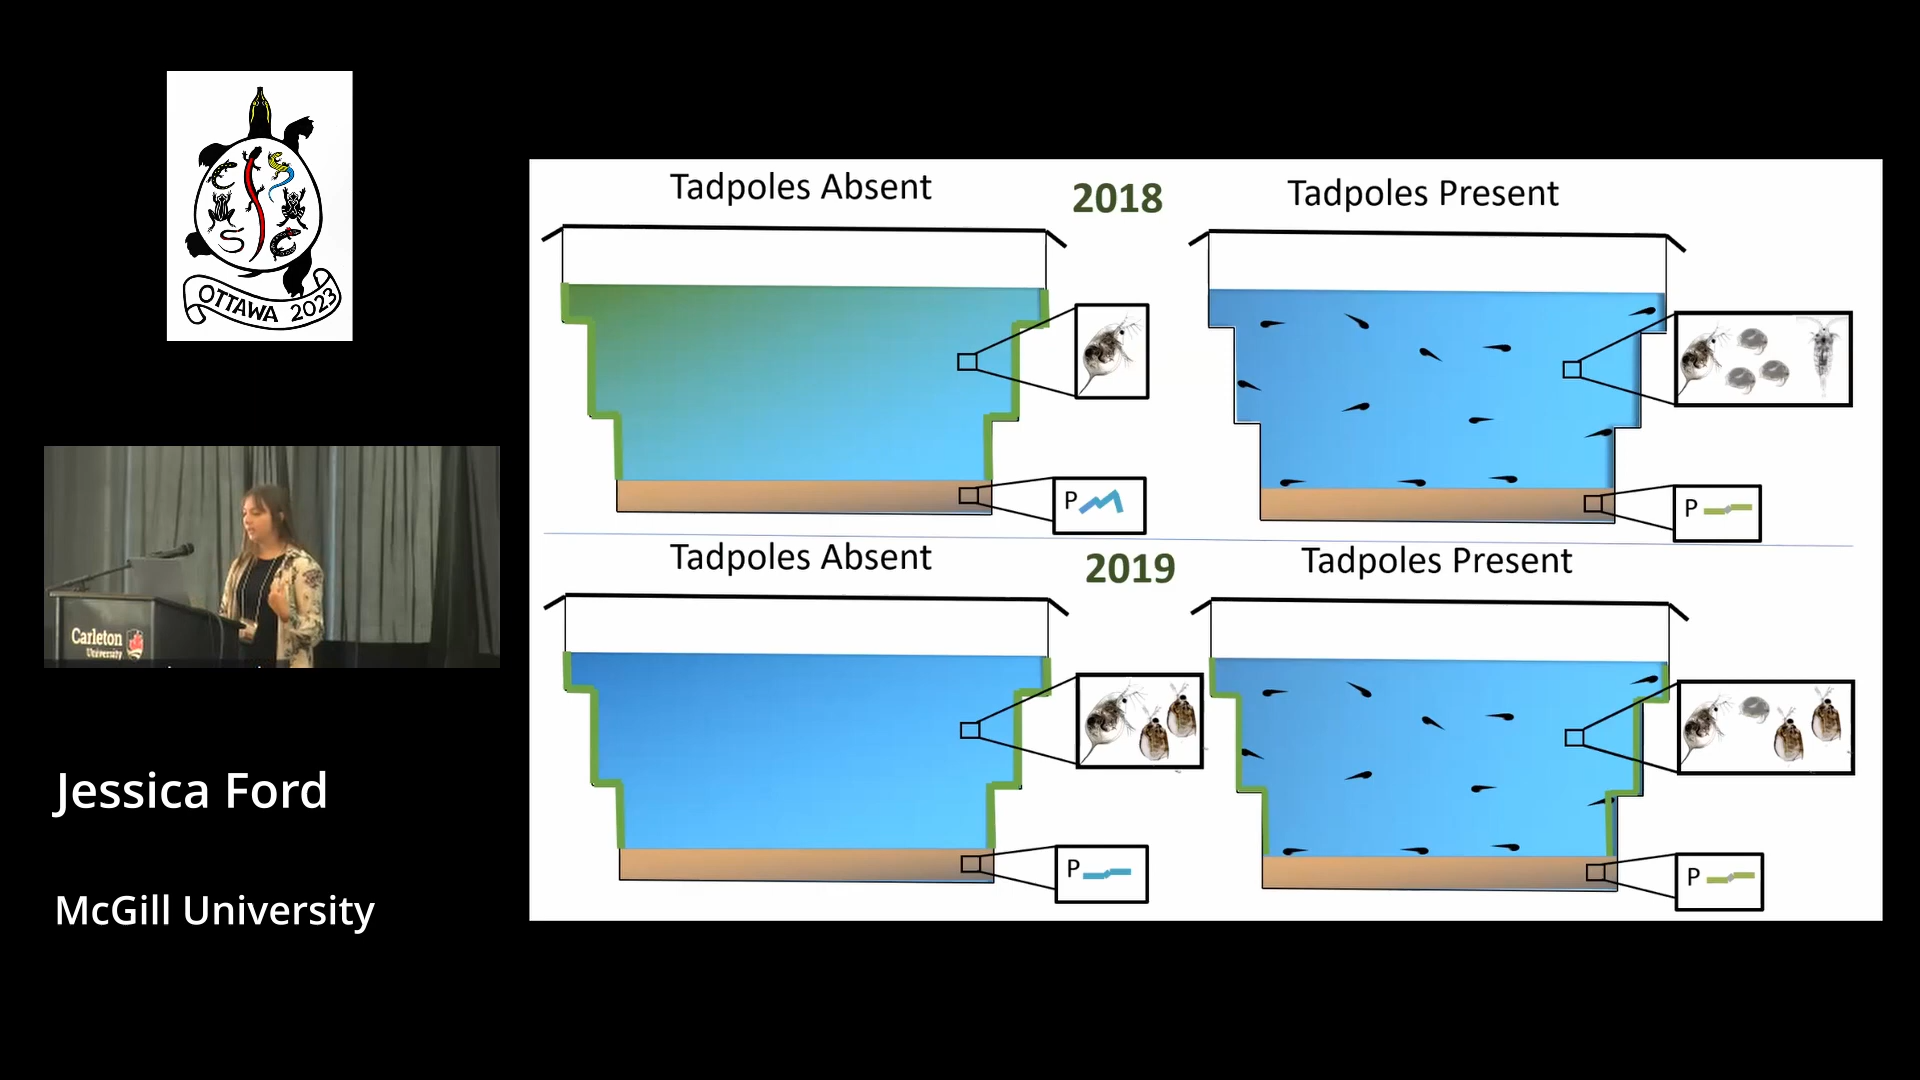 OTTAWA 2023
Carleton
University
Jessica Ford
McGill University
Tadpoles Absent
2018
Tadpoles Present
P
P
Tadpoles Absent
2019
Tadpoles Present
P
P